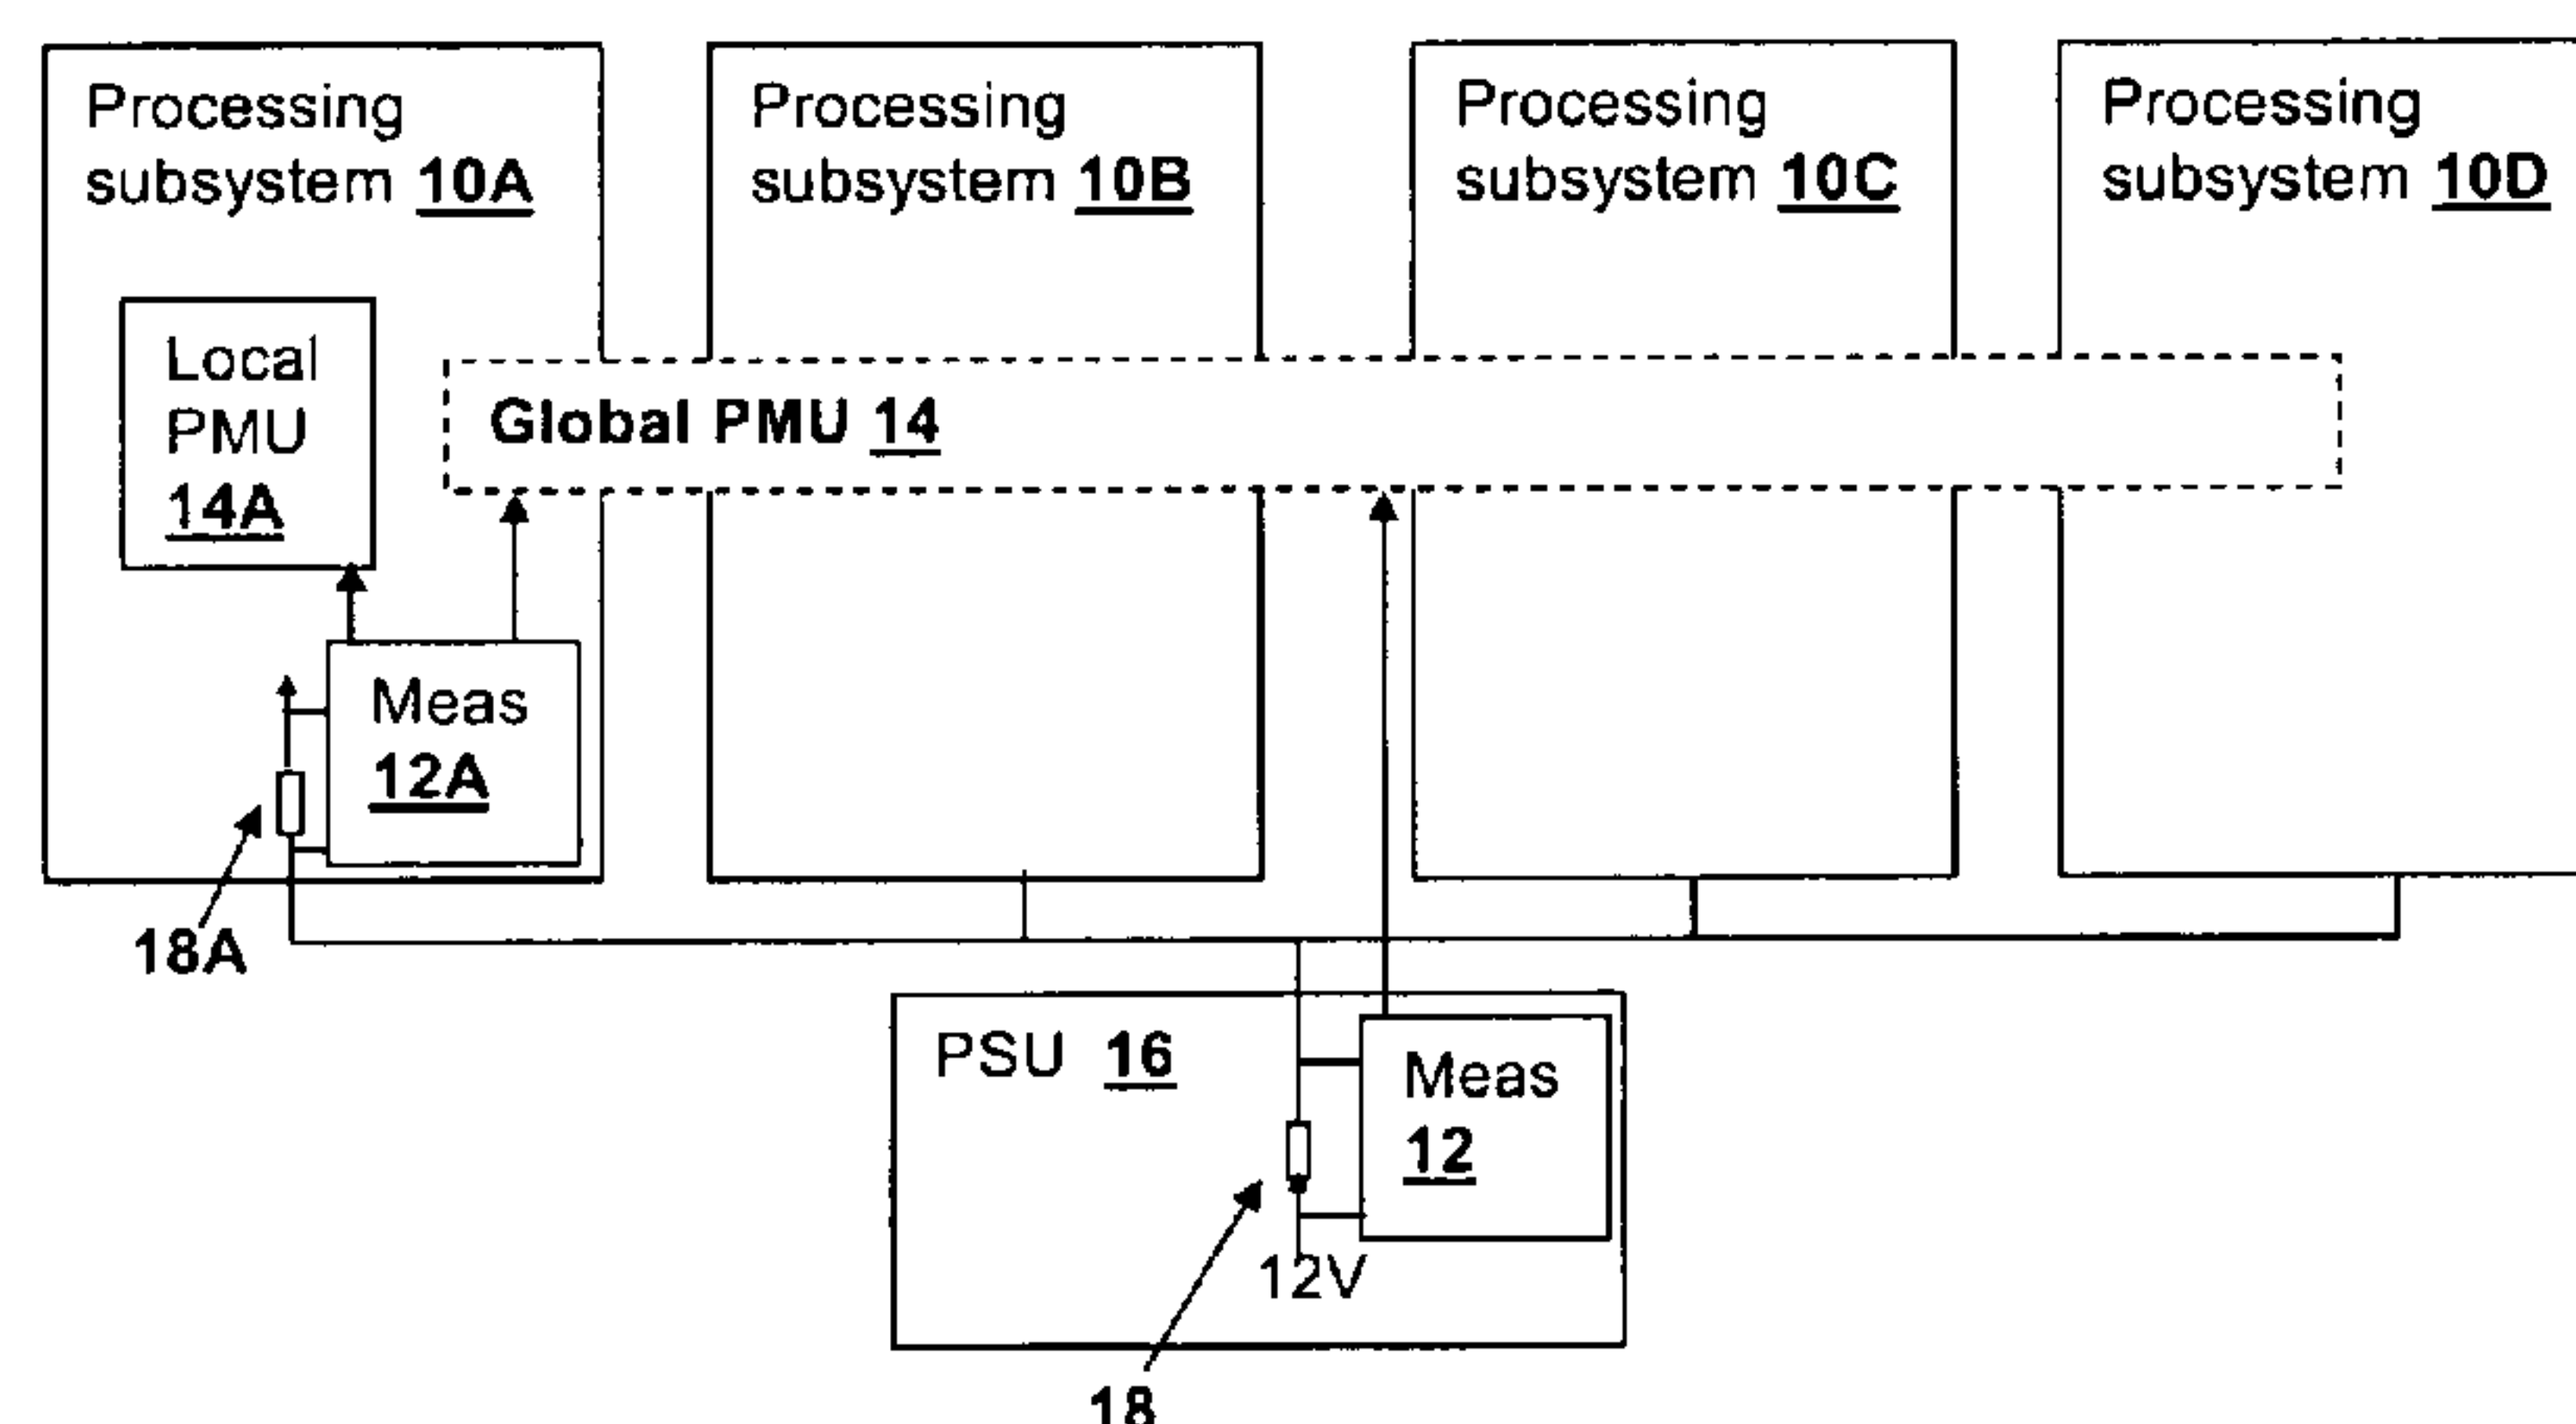 Processing
subsystem 10A
Processing
subsystem 10B
Processing
subsystem 10C
Processing
subsystem 10D
Local
PMU
14A
Global PMU 14
Meas
12A
18A
PSU 16
Meas
12
12V
18